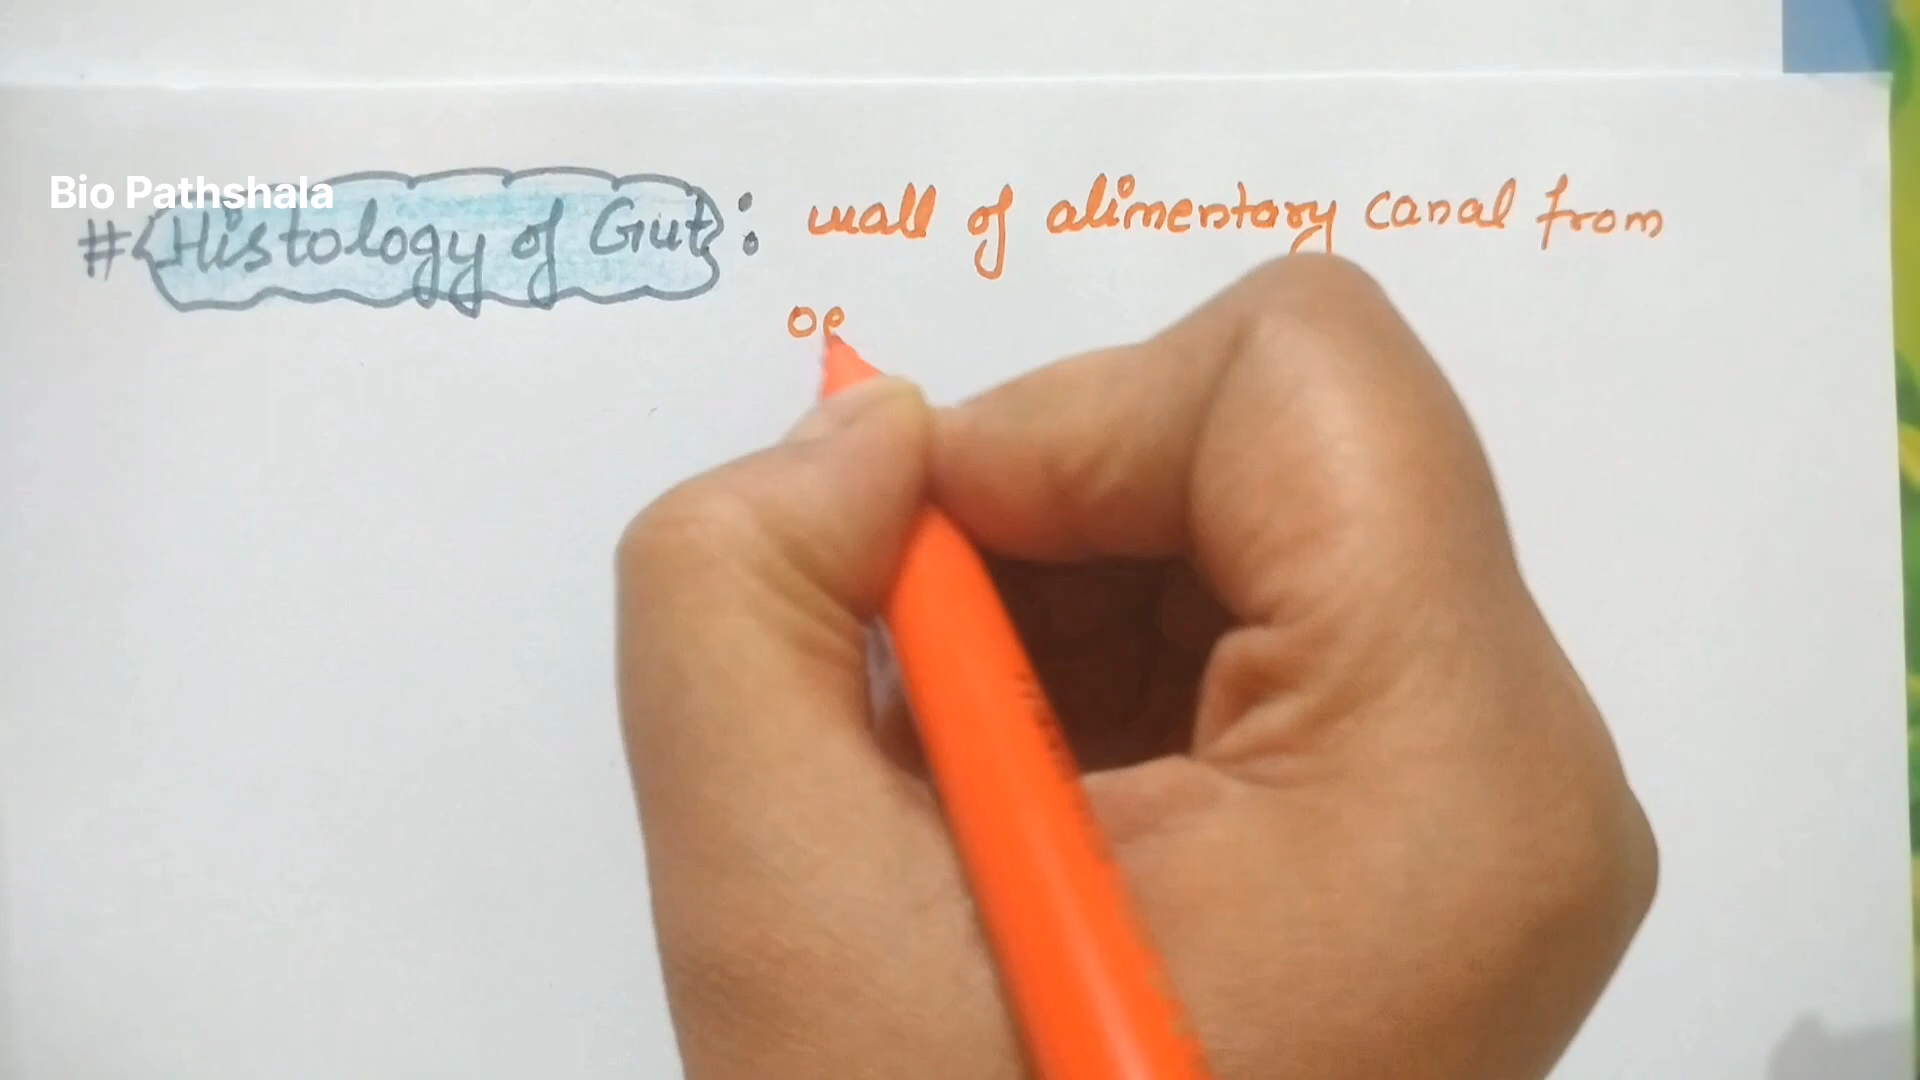 Bio Pathshala
# Histology of Gut : wall of alimentary canal from
oe